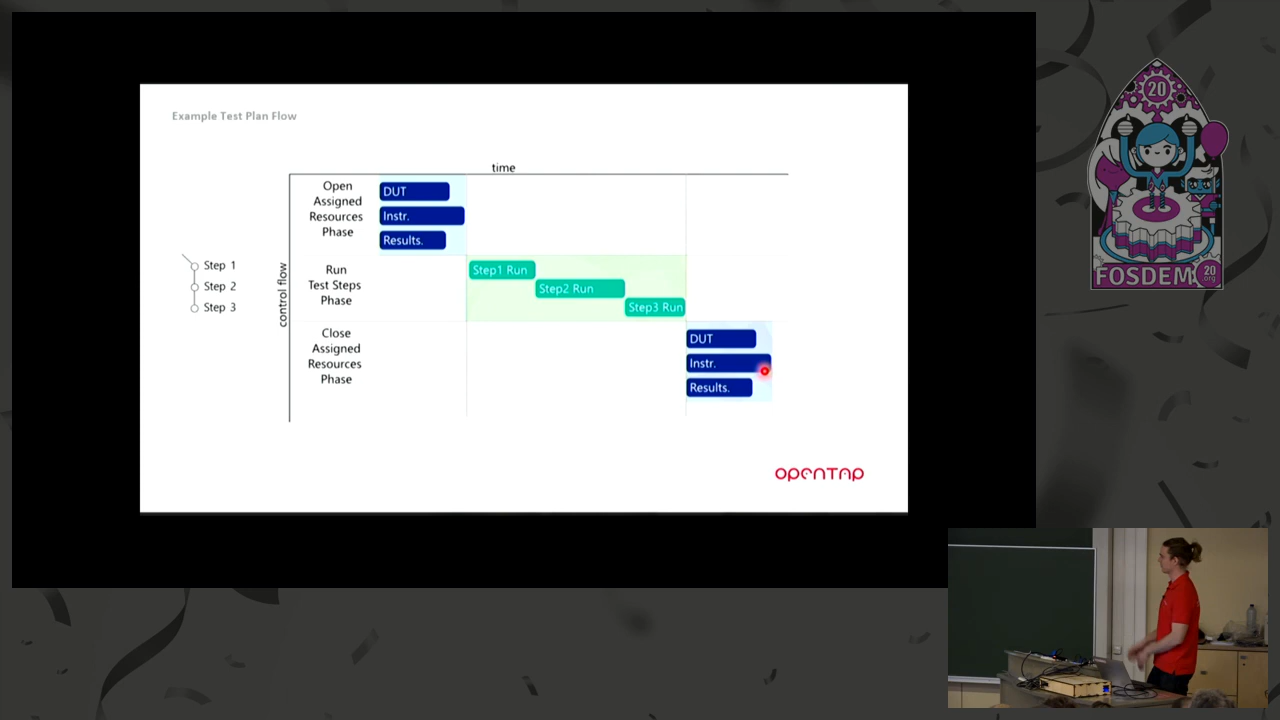 Example Test Plan Flow
time
control flow
Open
Assigned
Resources
Phase
DUT
Instr.
Results.
Step 1
Step 2
Step 3
Run
Test Steps
Phase
Step1 Run
Step2 Run
Step3 Run
Close
Assigned
Resources
Phase
DUT
Instr.
Results.
OPENTAP
20
FOSDEM
20
.org